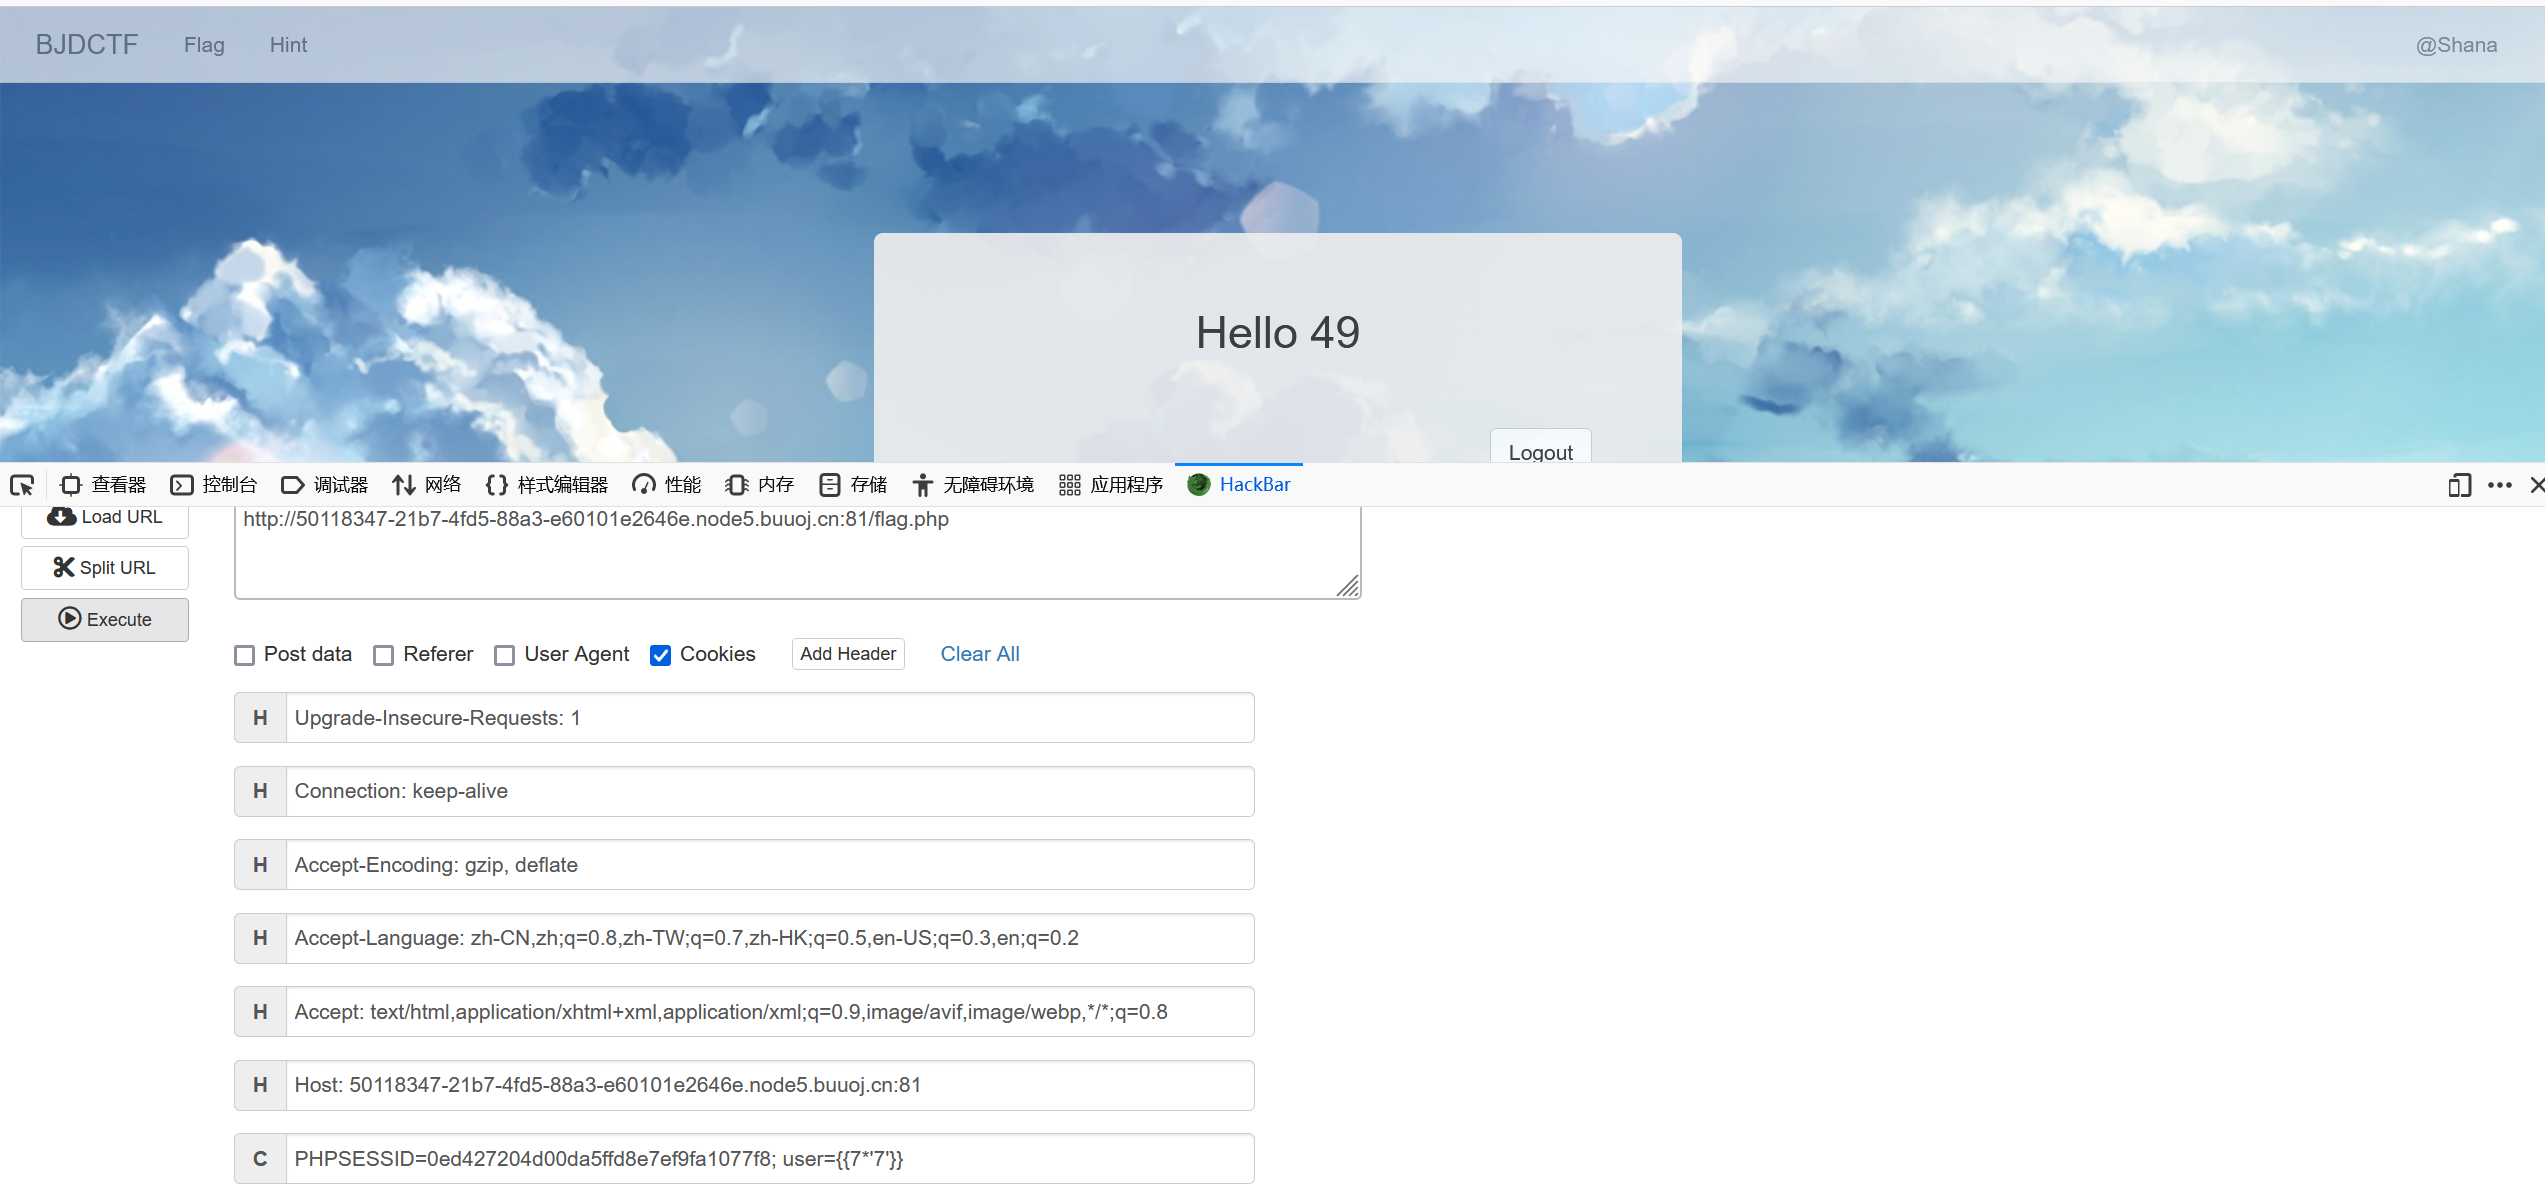 BJDCTF Flag Hint @Shana
Hello 49
Logout
查看器 控制台 调试器 网络 样式编辑器 性能 内存 存储 无障碍环境 应用程序 HackBar
Load URL http://50118347-21b7-4fd5-88a3-e60101e2646e.node5.buuoj.cn:81/flag.php
Split URL
Execute
Post data Referer User Agent Cookies Add Header Clear All
H Upgrade-Insecure-Requests: 1
H Connection: keep-alive
H Accept-Encoding: gzip, deflate
H Accept-Language: zh-CN,zh;q=0.8,zh-TW;q=0.7,zh-HK;q=0.5,en-US;q=0.3,en;q=0.2
H Accept: text/html,application/xhtml+xml,application/xml;q=0.9,image/avif,image/webp,*/*;q=0.8
H Host: 50118347-21b7-4fd5-88a3-e60101e2646e.node5.buuoj.cn:81
C PHPSESSID=0ed427204d00da5ffd8e7ef9fa1077f8; user={{7*'7'}}